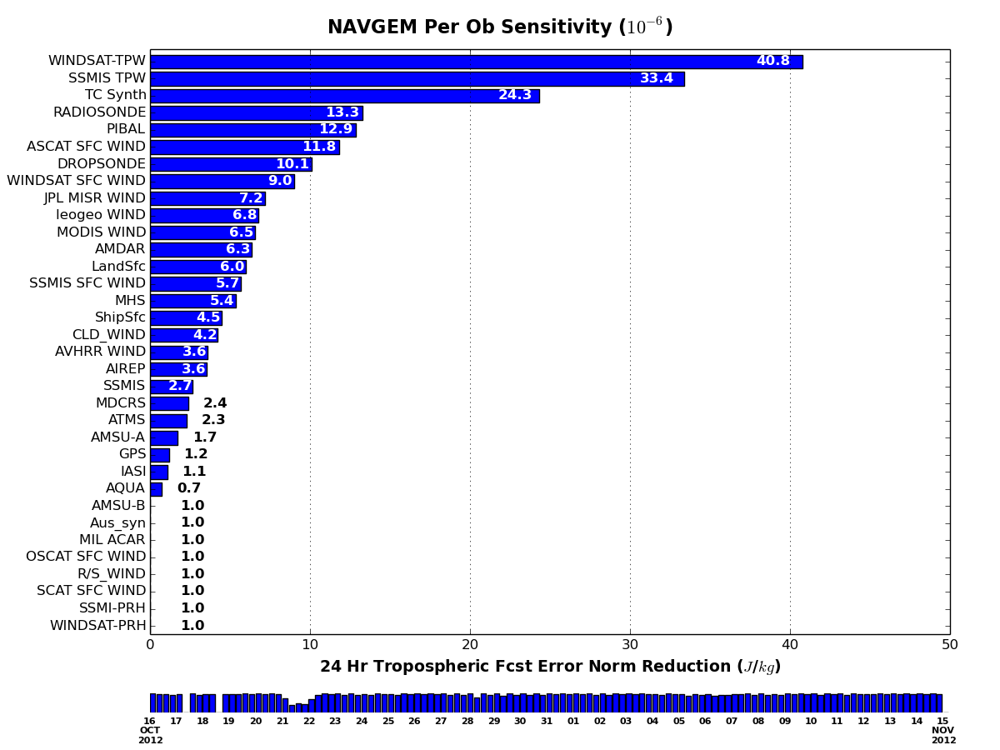 NAVGEM Per Ob Sensitivity (10⁻⁶)
WINDSAT-TPW 40.8
SSMIS TPW 33.4
TC Synth 24.3
RADIOSONDE 13.3
PIBAL 12.9
ASCAT SFC WIND 11.8
DROPSONDE 10.1
WINDSAT SFC WIND 9.0
JPL MISR WIND 7.2
leogeo WIND 6.8
MODIS WIND 6.5
AMDAR 6.3
LandSfc 6.0
SSMIS SFC WIND 5.7
MHS 5.4
ShipSfc 4.5
CLD_WIND 4.2
AVHRR WIND 3.6
AIREP 3.6
SSMIS 2.7
MDCRS 2.4
ATMS 2.3
AMSU-A 1.7
GPS 1.2
IASI 1.1
AQUA 0.7
AMSU-B 1.0
Aus_syn 1.0
MIL ACAR 1.0
OSCAT SFC WIND 1.0
R/S_WIND 1.0
SCAT SFC WIND 1.0
SSMI-PRH 1.0
WINDSAT-PRH 1.0
0 10 20 30 40 50
24 Hr Tropospheric Fcst Error Norm Reduction (J/kg)
16 17 18 19 20 21 22 23 24 25 26 27 28 29 30 31 01 02 03 04 05 06 07 08 09 10 11 12 13 14 15
OCT NOV
2012 2012